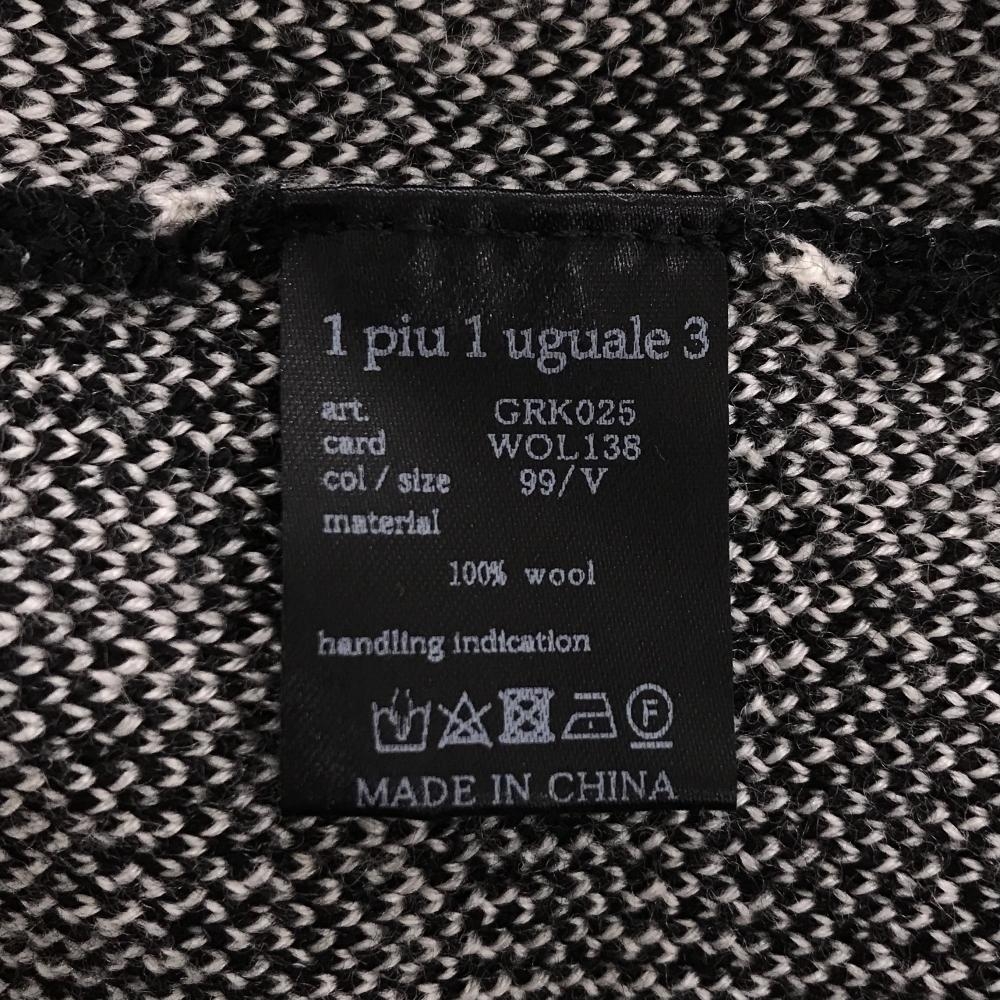 1 piu 1 uguale 3
art. GRK025
card WOL138
col / size 99/V
material
100% wool
handling indication
F
MADE IN CHINA